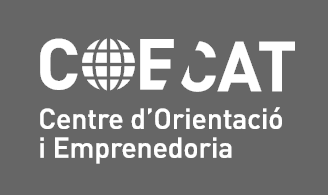 COECAT
Centre d'Orientació
i Emprenedoria